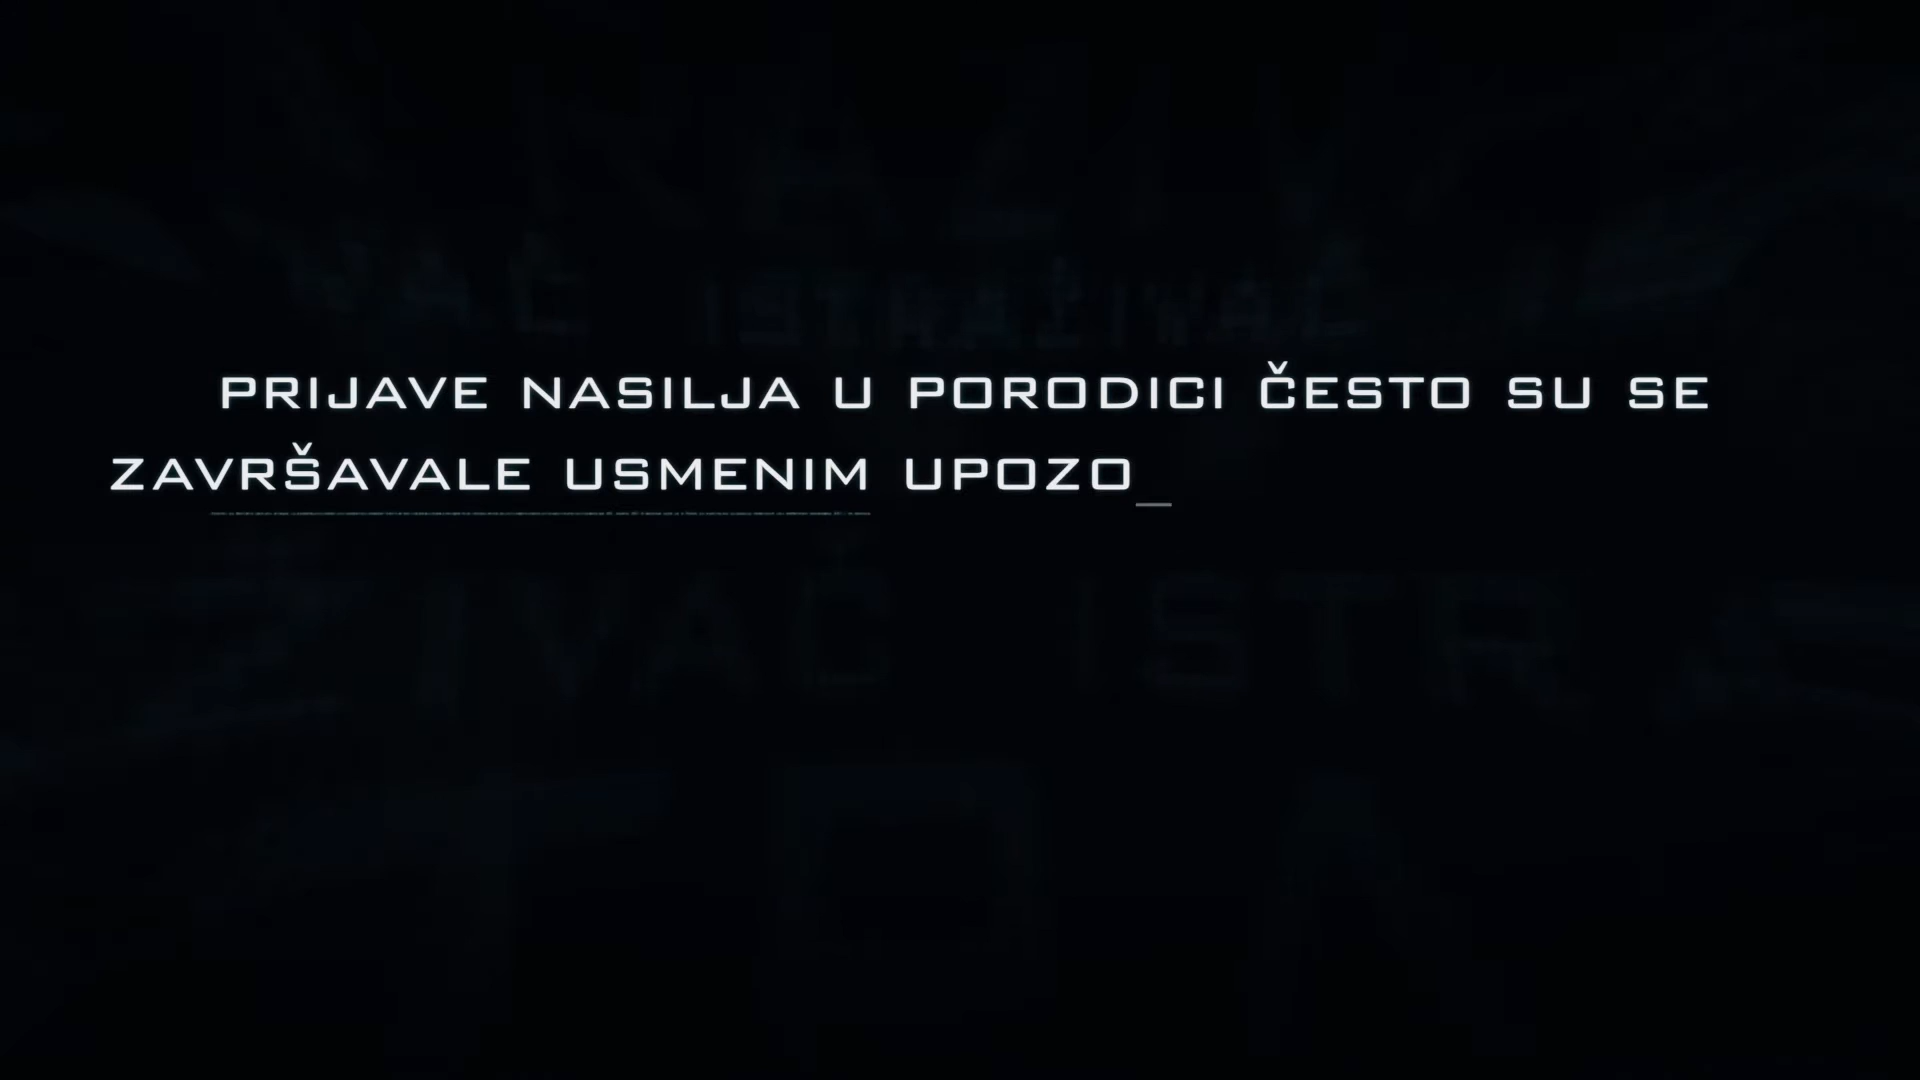 PRIJAVE NASILJA U PORODICI ČESTO SU SE
ZAVRŠAVALE USMENIM UPOZO_